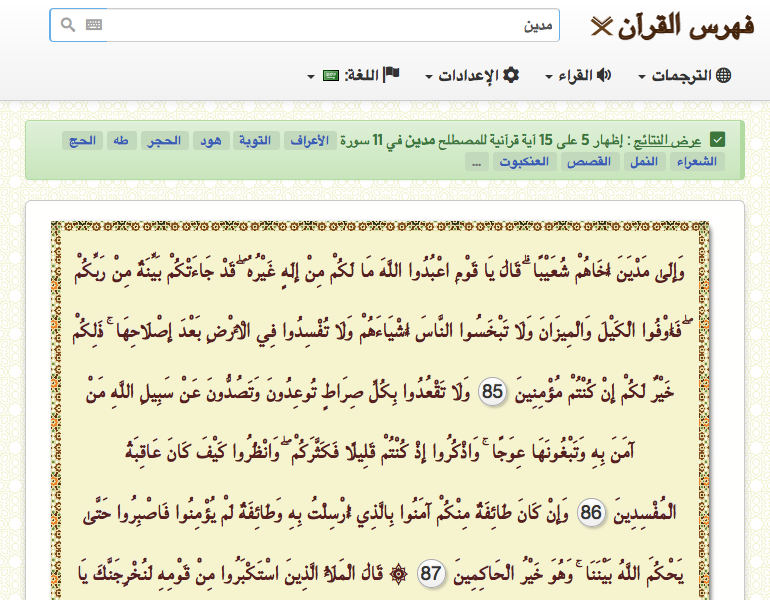 فهرس القرآن
مدين
الترجمات القراء الإعدادات اللغة:
عرض النتائج : إظهار 5 على 15 آية قرآنية للمصطلح مدين في 11 سورة الأعراف التوبة هود الحجر طه الحج
الشعراء النمل القصص العنكبوت ...
وَإِلَىٰ مَدْيَنَ أَخَاهُمْ شُعَيْبًا ۗ قَالَ يَا قَوْمِ اعْبُدُوا اللَّهَ مَا لَكُمْ مِنْ إِلَٰهٍ غَيْرُهُ ۖ قَدْ جَاءَتْكُمْ بَيِّنَةٌ مِنْ رَبِّكُمْ
ۖ فَأَوْفُوا الْكَيْلَ وَالْمِيزَانَ وَلَا تَبْخَسُوا النَّاسَ أَشْيَاءَهُمْ وَلَا تُفْسِدُوا فِي الْأَرْضِ بَعْدَ إِصْلَاحِهَا ۚ ذَٰلِكُمْ
خَيْرٌ لَكُمْ إِنْ كُنْتُمْ مُؤْمِنِينَ 85 وَلَا تَقْعُدُوا بِكُلِّ صِرَاطٍ تُوعِدُونَ وَتَصُدُّونَ عَنْ سَبِيلِ اللَّهِ مَنْ
آمَنَ بِهِ وَتَبْغُونَهَا عِوَجًا ۚ وَاذْكُرُوا إِذْ كُنْتُمْ قَلِيلًا فَكَثَّرَكُمْ ۖ وَانْظُرُوا كَيْفَ كَانَ عَاقِبَةُ
الْمُفْسِدِينَ 86 وَإِنْ كَانَ طَائِفَةٌ مِنْكُمْ آمَنُوا بِالَّذِي أُرْسِلْتُ بِهِ وَطَائِفَةٌ لَمْ يُؤْمِنُوا فَاصْبِرُوا حَتَّىٰ
يَحْكُمَ اللَّهُ بَيْنَنَا ۚ وَهُوَ خَيْرُ الْحَاكِمِينَ 87 ۞ قَالَ الْمَلَأُ الَّذِينَ اسْتَكْبَرُوا مِنْ قَوْمِهِ لَنُخْرِجَنَّكَ يَا